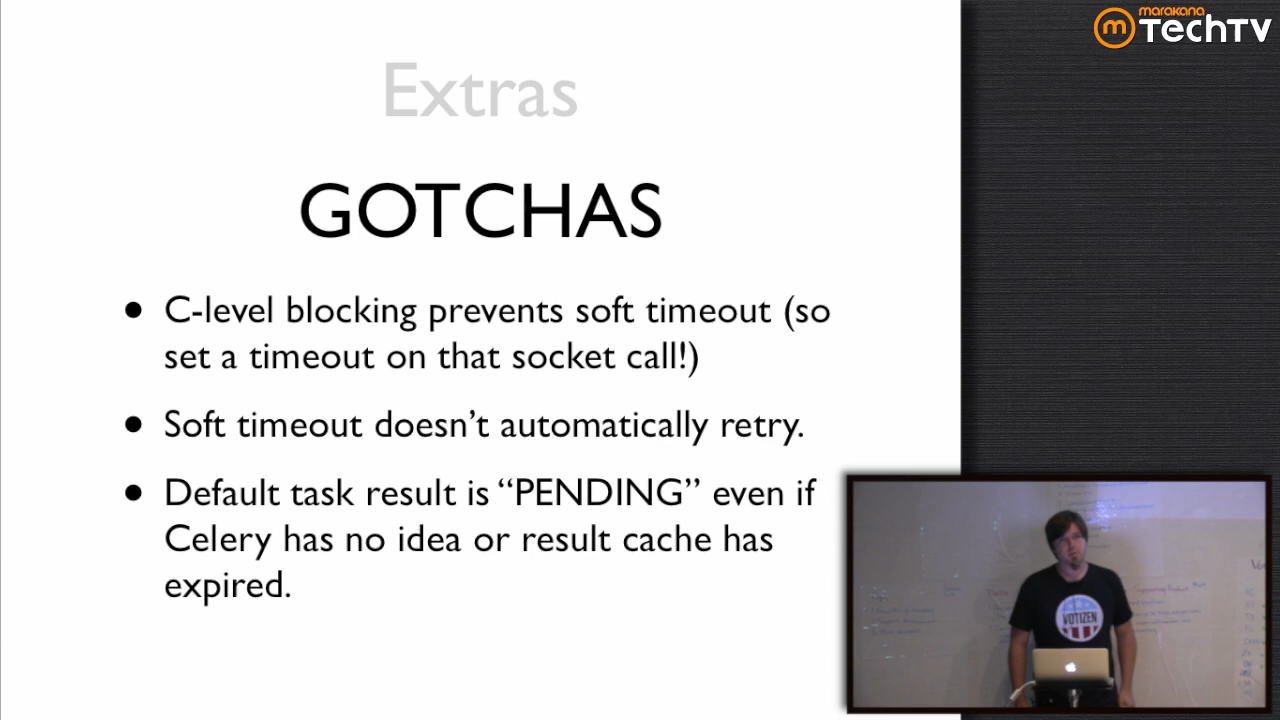 marakana
TechTV
Extras
GOTCHAS
• C-level blocking prevents soft timeout (so
set a timeout on that socket call!)
• Soft timeout doesn't automatically retry.
• Default task result is “PENDING” even if
Celery has no idea or result cache has
expired.
VOTIZEN